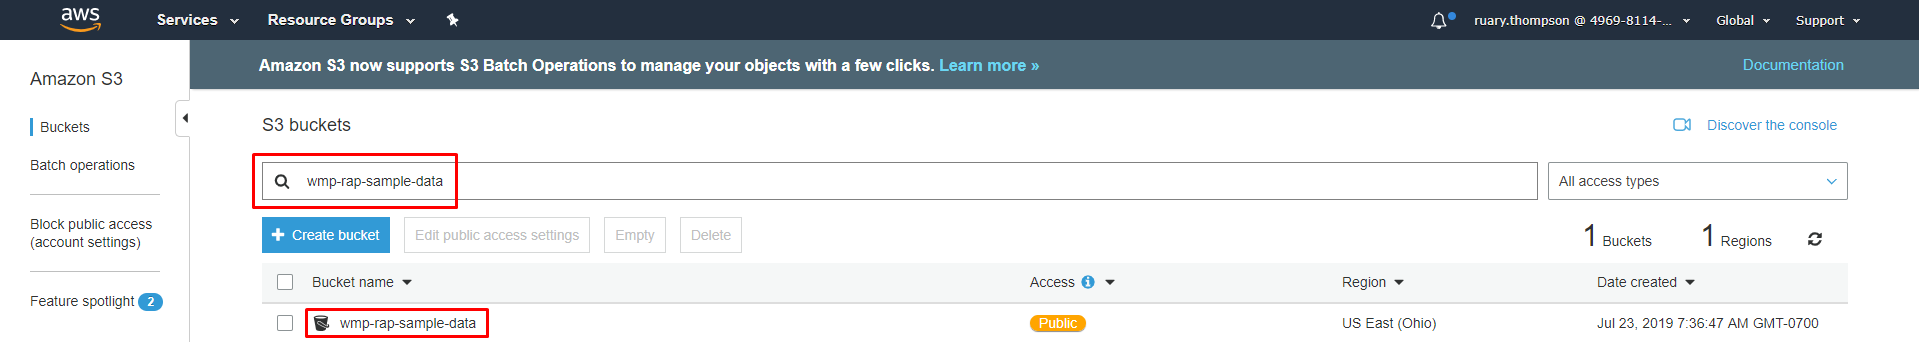 aws Services Resource Groups ruary.thompson @ 4969-8114-... Global Support
Amazon S3
Buckets
Batch operations
Block public access
(account settings)
Feature spotlight 2
Amazon S3 now supports S3 Batch Operations to manage your objects with a few clicks. Learn more » Documentation
S3 buckets Discover the console
wmp-rap-sample-data All access types
+ Create bucket Edit public access settings Empty Delete 1 Buckets 1 Regions
Bucket name Access Region Date created
wmp-rap-sample-data Public US East (Ohio) Jul 23, 2019 7:36:47 AM GMT-0700